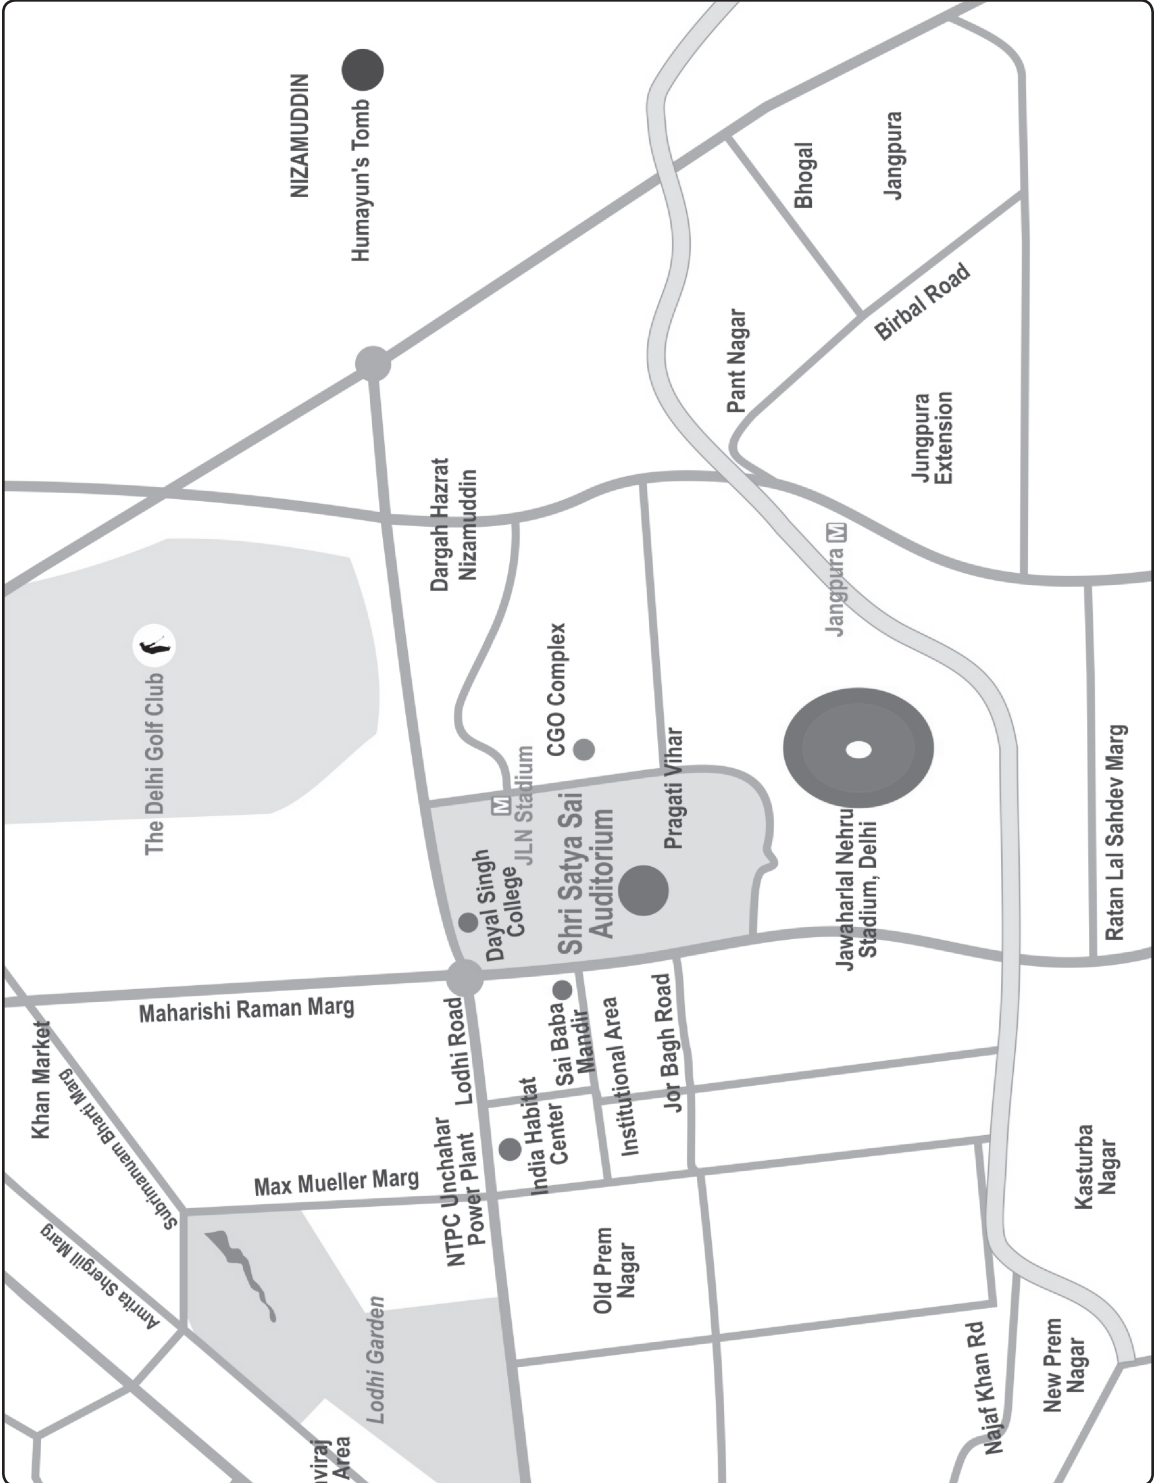 NIZAMUDDIN
Humayun's Tomb
Bhogal
Jangpura
Pant Nagar
Birbal Road
Jungpura
Extension
Dargah Hazrat
Nizamuddin
Jangpura M
The Delhi Golf Club
CGO Complex
M
JLN Stadium
Pragati Vihar
Shri Satya Sai
Auditorium
Dayal Singh
College
Jawaharlal Nehru
Stadium, Delhi
Ratan Lal Sahdev Marg
Maharishi Raman Marg
Khan Market
Subrimanuam Bharti Marg
Lodhi Road
Sai Baba
Mandir
Institutional Area
Jor Bagh Road
India Habitat
Center
NTPC Unchahar
Power Plant
Max Mueller Marg
Amrita Shergill Marg
Old Prem
Nagar
Kasturba
Nagar
Lodhi Garden
Najaf Khan Rd
New Prem
Nagar
viraj
Area